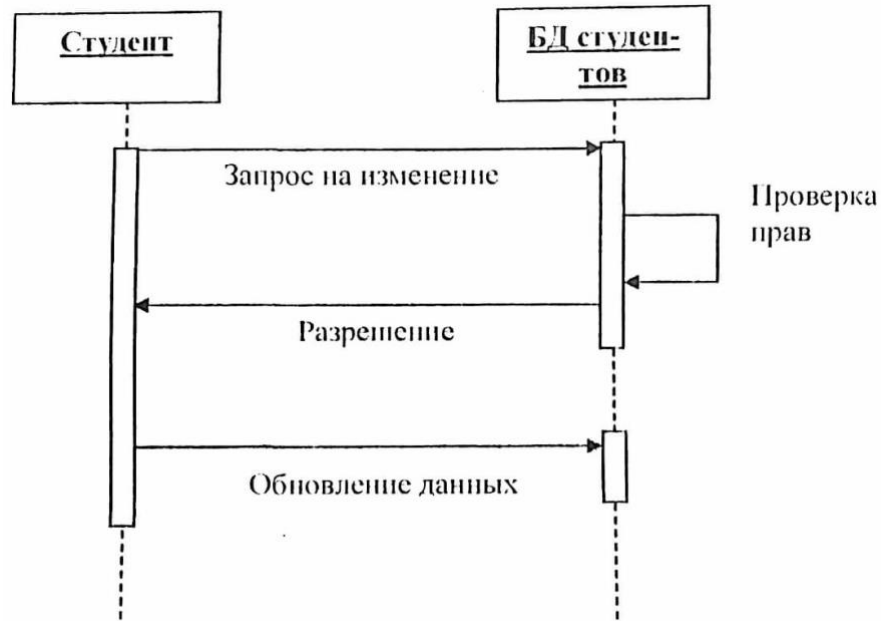 Студент
БД студен-
тов
Запрос на изменение
Проверка
прав
Разрешение
Обновление данных